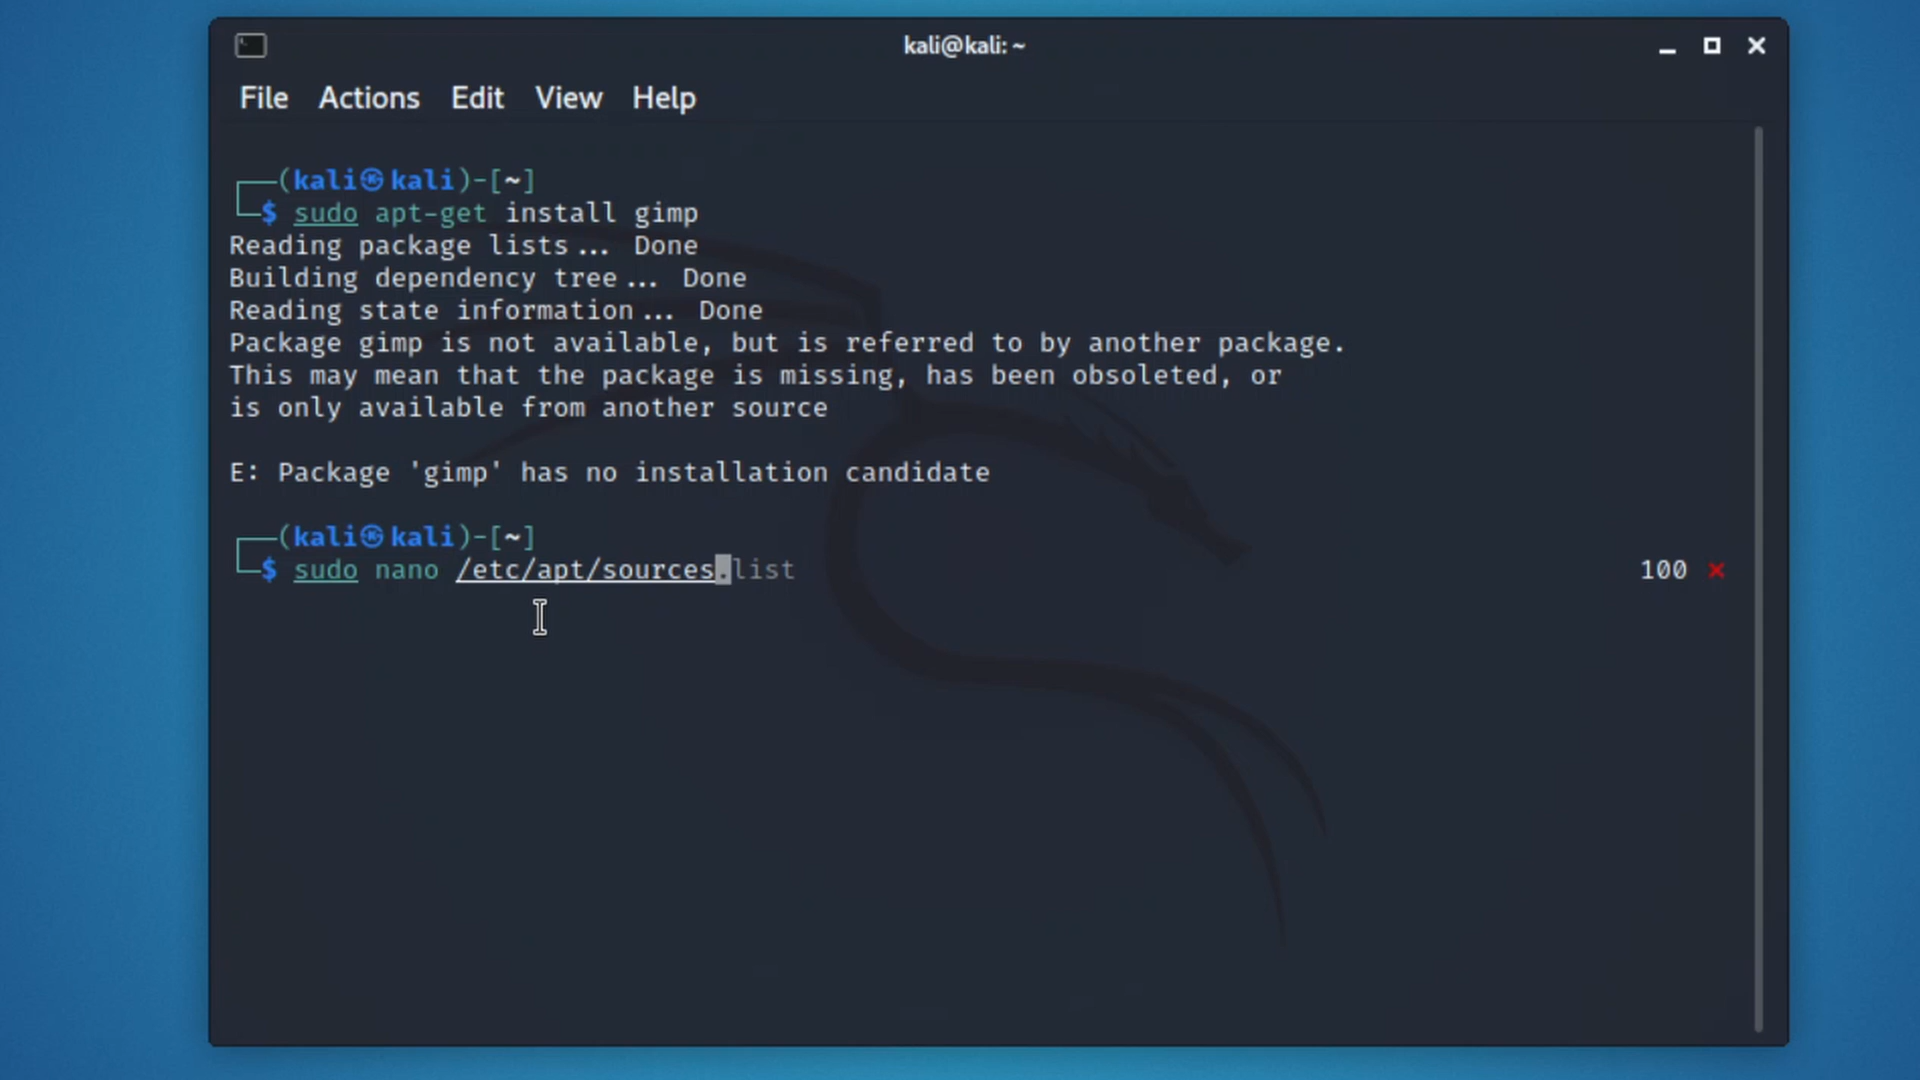 kali@kali: ~
File Actions Edit View Help
┌──(kali㉿kali)-[~]
└─$ sudo apt-get install gimp
Reading package lists... Done
Building dependency tree... Done
Reading state information... Done
Package gimp is not available, but is referred to by another package.
This may mean that the package is missing, has been obsoleted, or
is only available from another source
E: Package 'gimp' has no installation candidate
┌──(kali㉿kali)-[~]
└─$ sudo nano /etc/apt/sources.list 100 ⨯